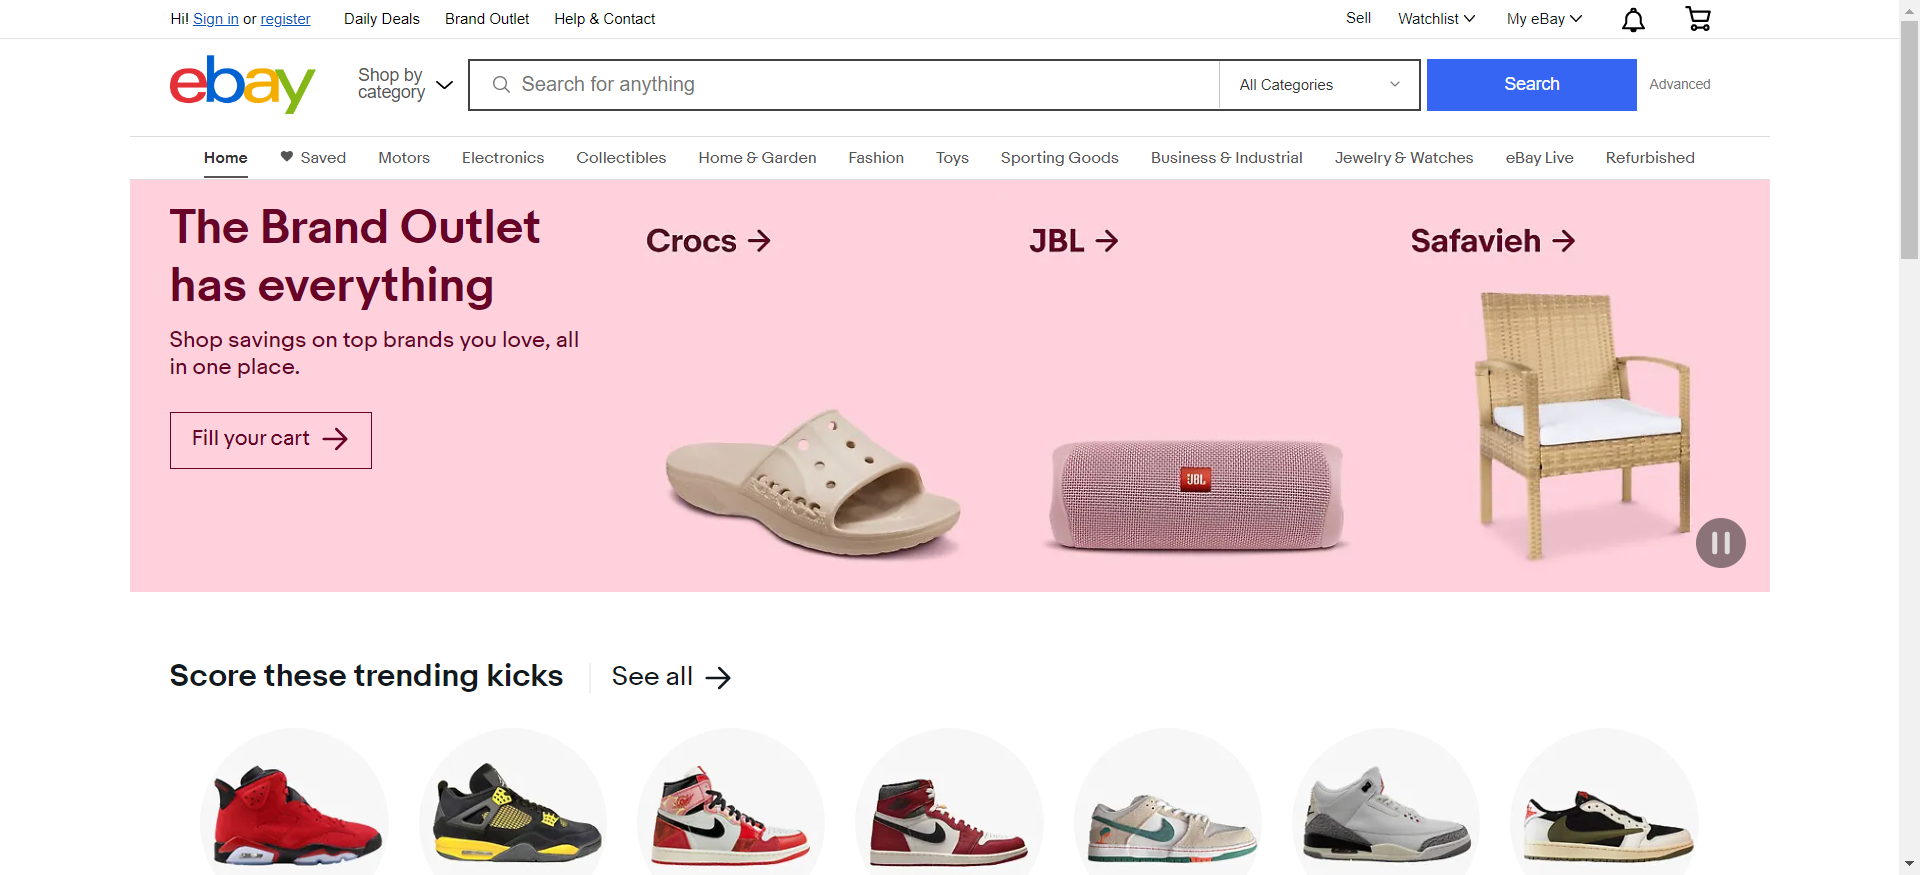 Hi! Sign in or register
Daily Deals
Brand Outlet
Help & Contact
Sell
Watchlist
My eBay
ebay
Shop by
category
Search for anything
All Categories
Search
Advanced
Home
Saved
Motors
Electronics
Collectibles
Home & Garden
Fashion
Toys
Sporting Goods
Business & Industrial
Jewelry & Watches
eBay Live
Refurbished
The Brand Outlet
has everything
Shop savings on top brands you love, all
in one place.
Fill your cart
Crocs
JBL
Safavieh
crocs
JBL
Score these trending kicks
See all